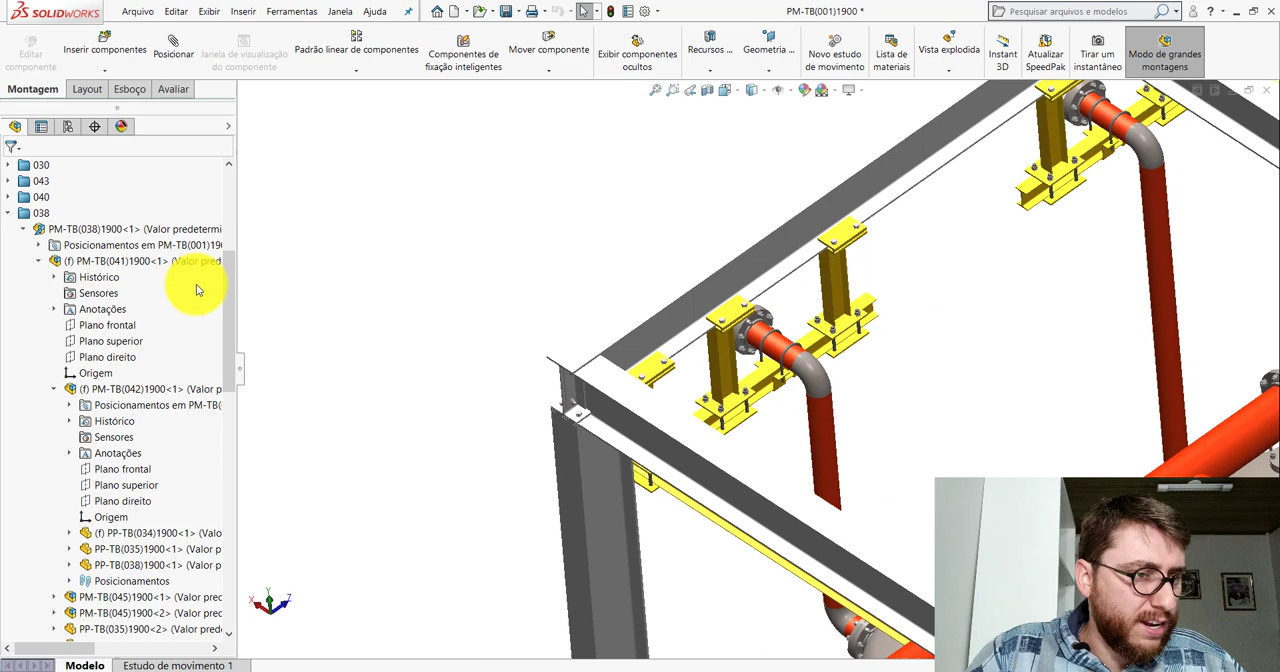 SOLIDWORKS
Arquivo Editar Exibir Inserir Ferramentas Janela Ajuda
PM-TB(001)1900 *
Pesquisar arquivos e modelos
?
Editar componente
Inserir componentes
Posicionar
Janela de visualização do componente
Padrão linear de componentes
Componentes de fixação inteligentes
Mover componente
Exibir componentes ocultos
Recursos ...
Geometria ...
Novo estudo de movimento
Lista de materiais
Vista explodida
Instant 3D
Atualizar SpeedPak
Tirar um instantâneo
Modo de grandes montagens
Montagem Layout Esboço Avaliar
030
043
040
038
PM-TB(038)1900<1> (Valor predetermi
Posicionamentos em PM-TB(001)19
(f) PM-TB(041)1900<1> (Valor pred
Histórico
Sensores
Anotações
Plano frontal
Plano superior
Plano direito
Origem
(f) PM-TB(042)1900<1> (Valor p
Posicionamentos em PM-TB(
Histórico
Sensores
Anotações
Plano frontal
Plano superior
Plano direito
Origem
(f) PP-TB(034)1900<1> (Va
PP-TB(035)1900<1> (Valor p
PP-TB(038)1900<1> (Valor p
Posicionamentos
PM-TB(045)1900<1> (Valor prec
PM-TB(045)1900<2> (Valor prec
PP-TB(035)1900<2> (Valor prec
X Y Z
Modelo Estudo de movimento 1